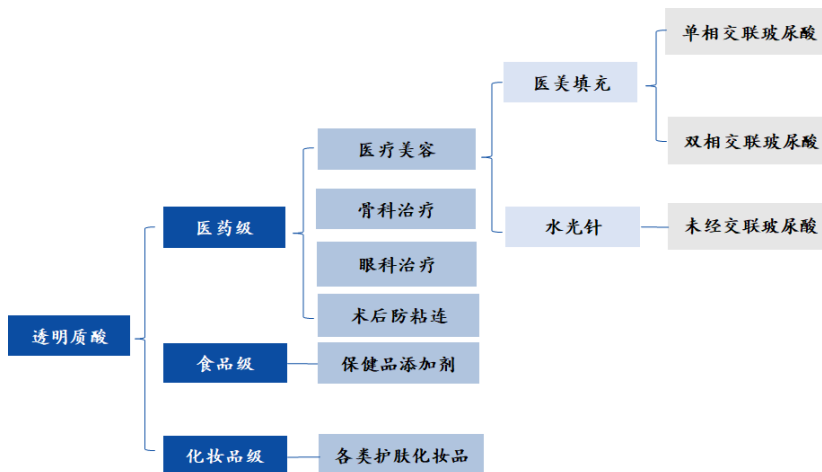 单相交联玻尿酸
医美填充
双相交联玻尿酸
医疗美容
骨科治疗
医药级
水光针
未经交联玻尿酸
眼科治疗
术后防粘连
透明质酸
食品级
保健品添加剂
化妆品级
各类护肤化妆品